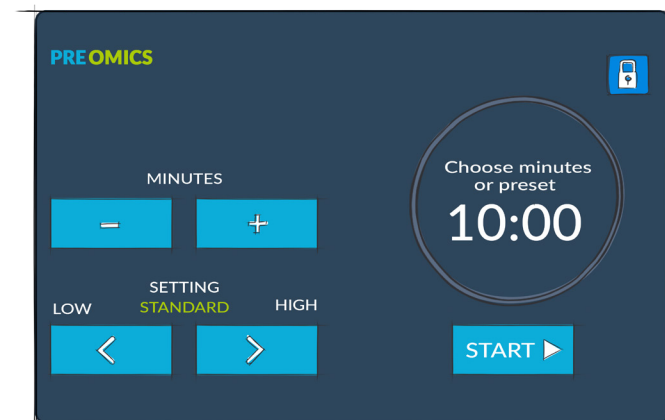 PREOMICS
MINUTES
- +
SETTING
LOW STANDARD HIGH
< >
Choose minutes
or preset
10:00
START